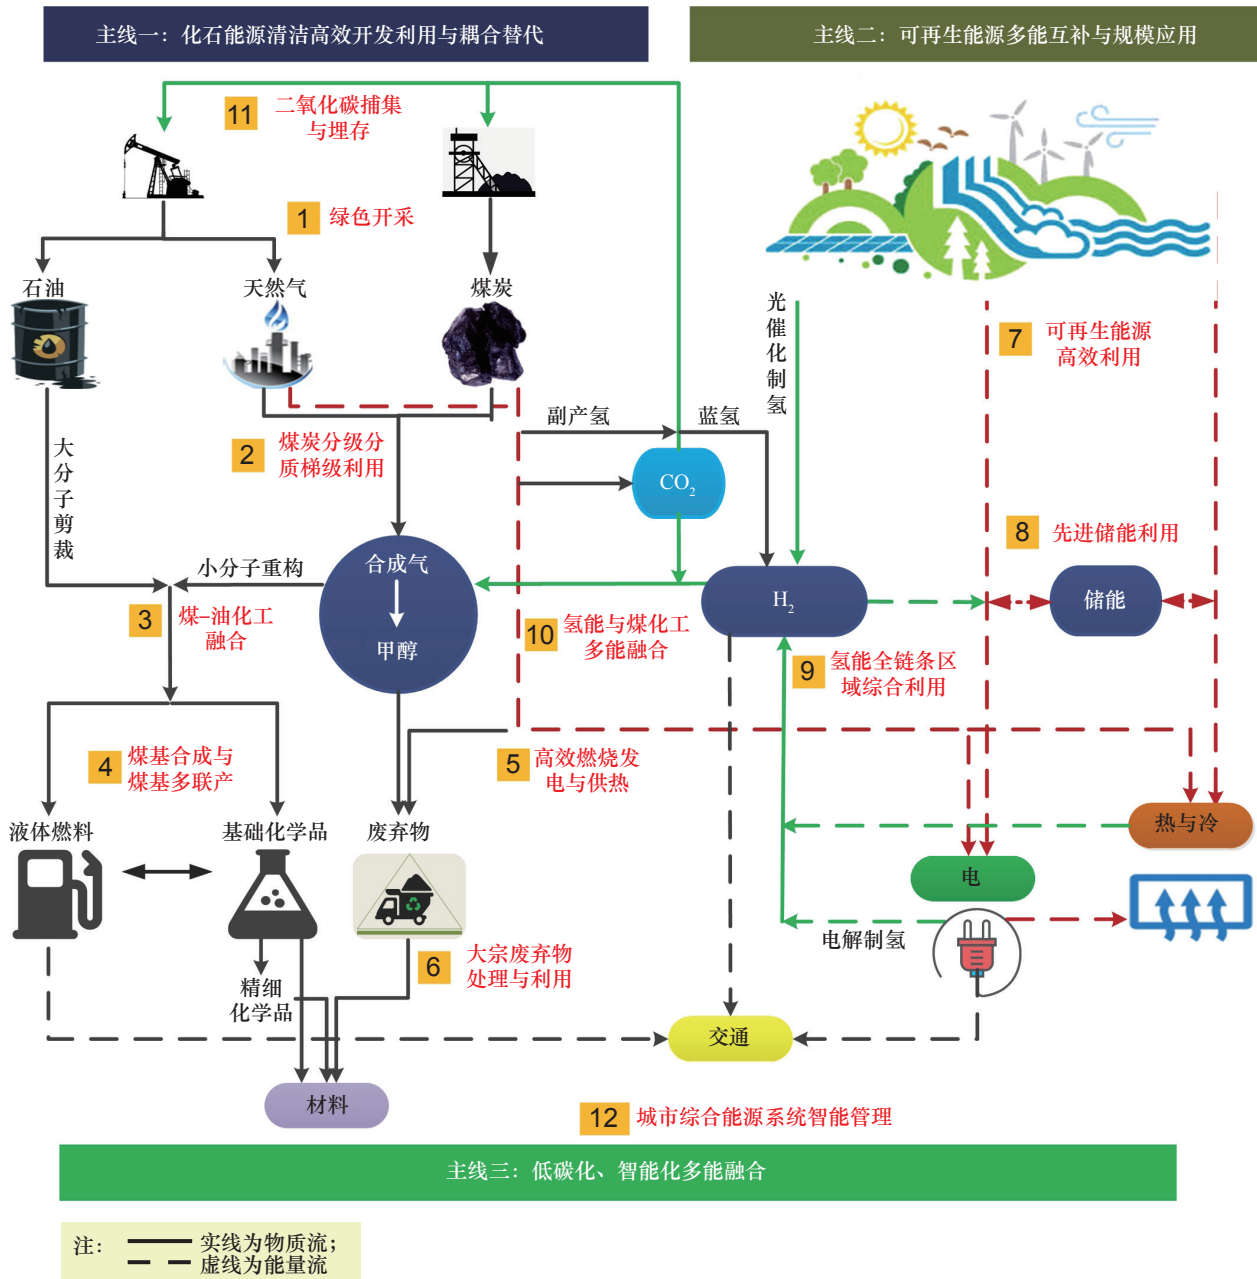 主线一：化石能源清洁高效开发利用与耦合替代
主线二：可再生能源多能互补与规模应用
11
二氧化碳捕集
与埋存
1
绿色开采
石油
天然气
煤炭
光催化制氢
7
可再生能源
高效利用
大分子剪裁
2
煤炭分级分
质梯级利用
副产氢
蓝氢
CO₂
8
先进储能利用
合成气
甲醇
小分子重构
H₂
储能
3
煤–油化工
融合
10
氢能与煤化工
多能融合
9
氢能全链条区
域综合利用
4
煤基合成与
煤基多联产
5
高效燃烧发
电与供热
液体燃料
基础化学品
废弃物
热与冷
电
电解制氢
6
大宗废弃物
处理与利用
精细
化学品
交通
材料
12
城市综合能源系统智能管理
主线三：低碳化、智能化多能融合
注：
实线为物质流；
虚线为能量流